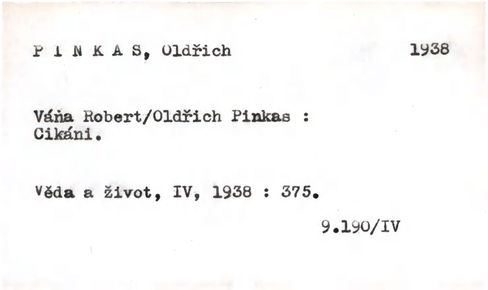 P I N K A S, Oldřich 1938
Váňa Robert/Oldřich Pinkas :
Cikáni.
Věda a život, IV, 1938 : 375.
9.190/IV